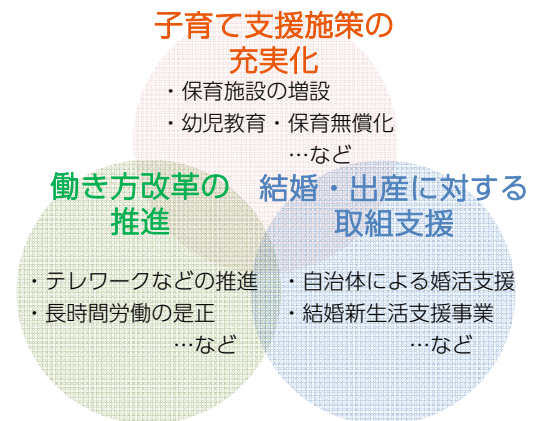 子育て支援施策の
充実化
・保育施設の増設
・幼児教育・保育無償化
…など
働き方改革の
推進
・テレワークなどの推進
・長時間労働の是正
…など
結婚・出産に対する
取組支援
・自治体による婚活支援
・結婚新生活支援事業
…など